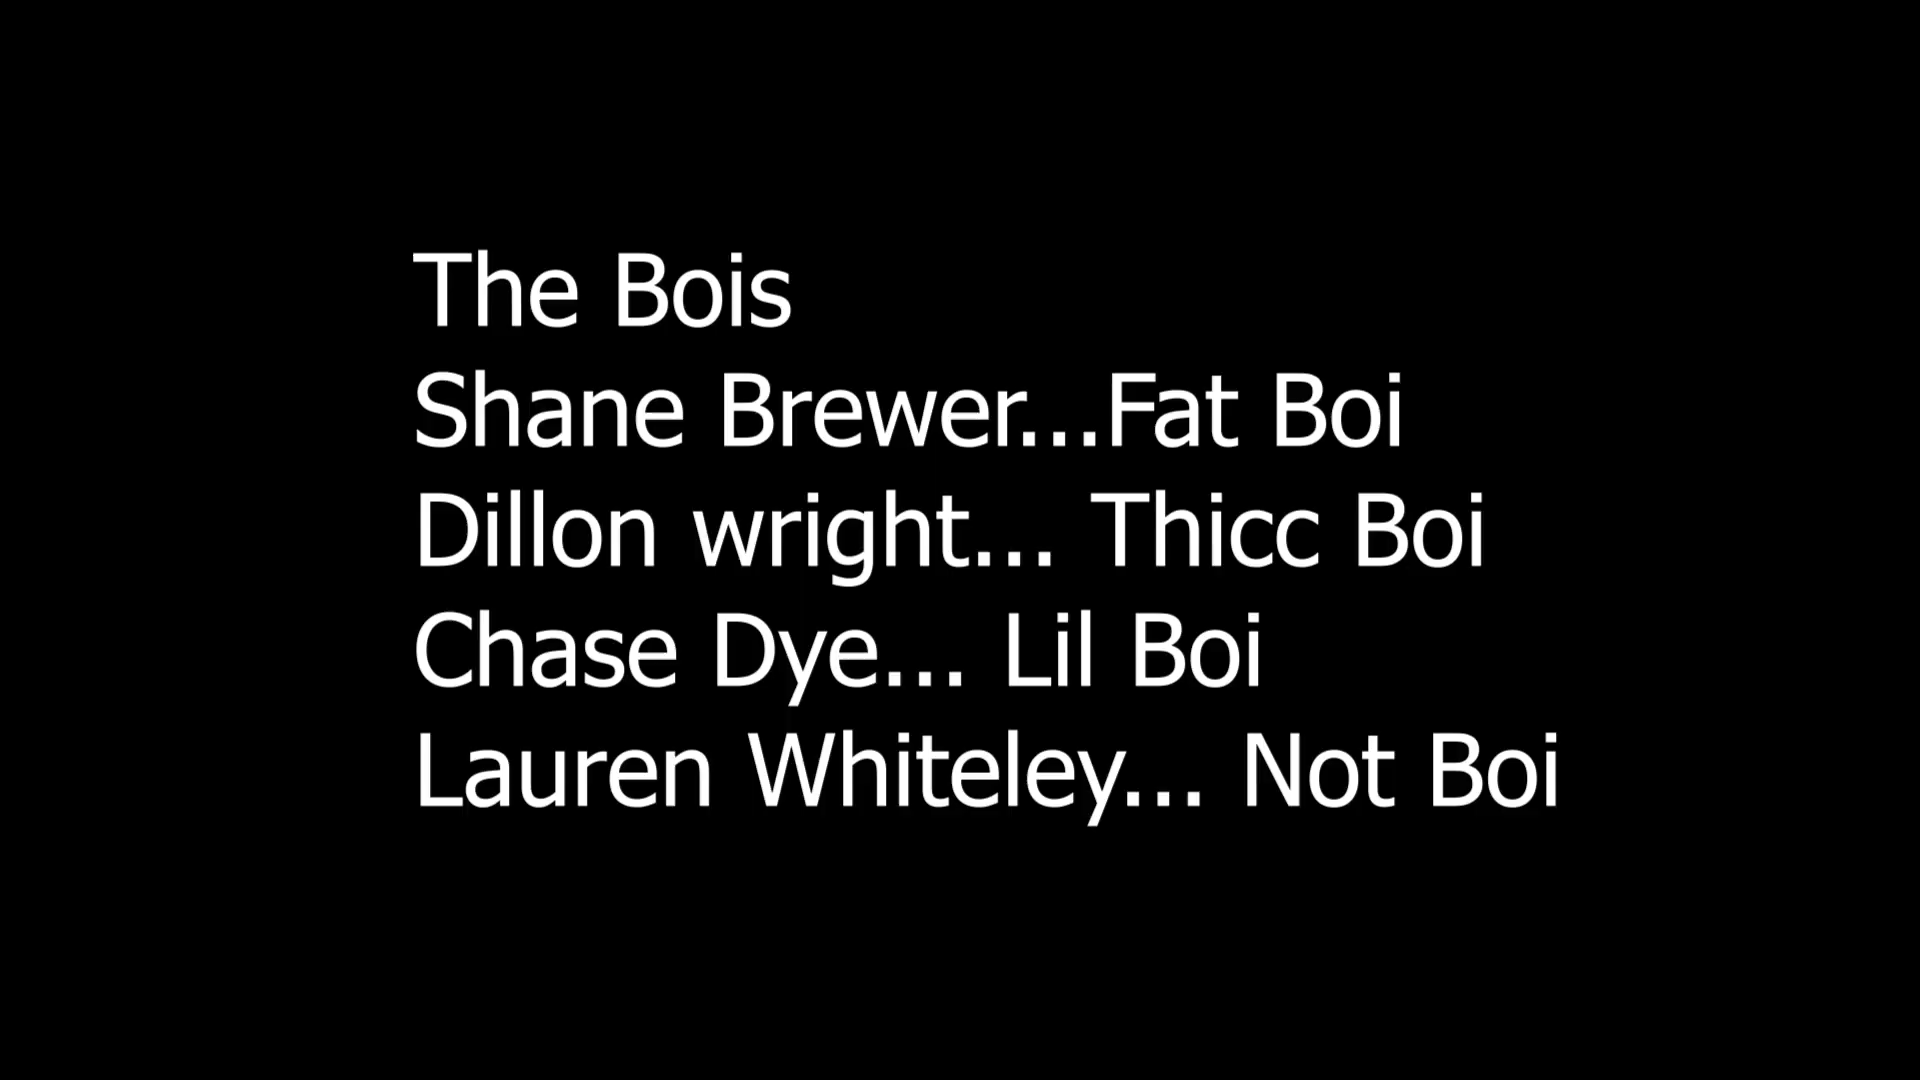 The Bois
Shane Brewer...Fat Boi
Dillon wright... Thicc Boi
Chase Dye... Lil Boi
Lauren Whiteley... Not Boi